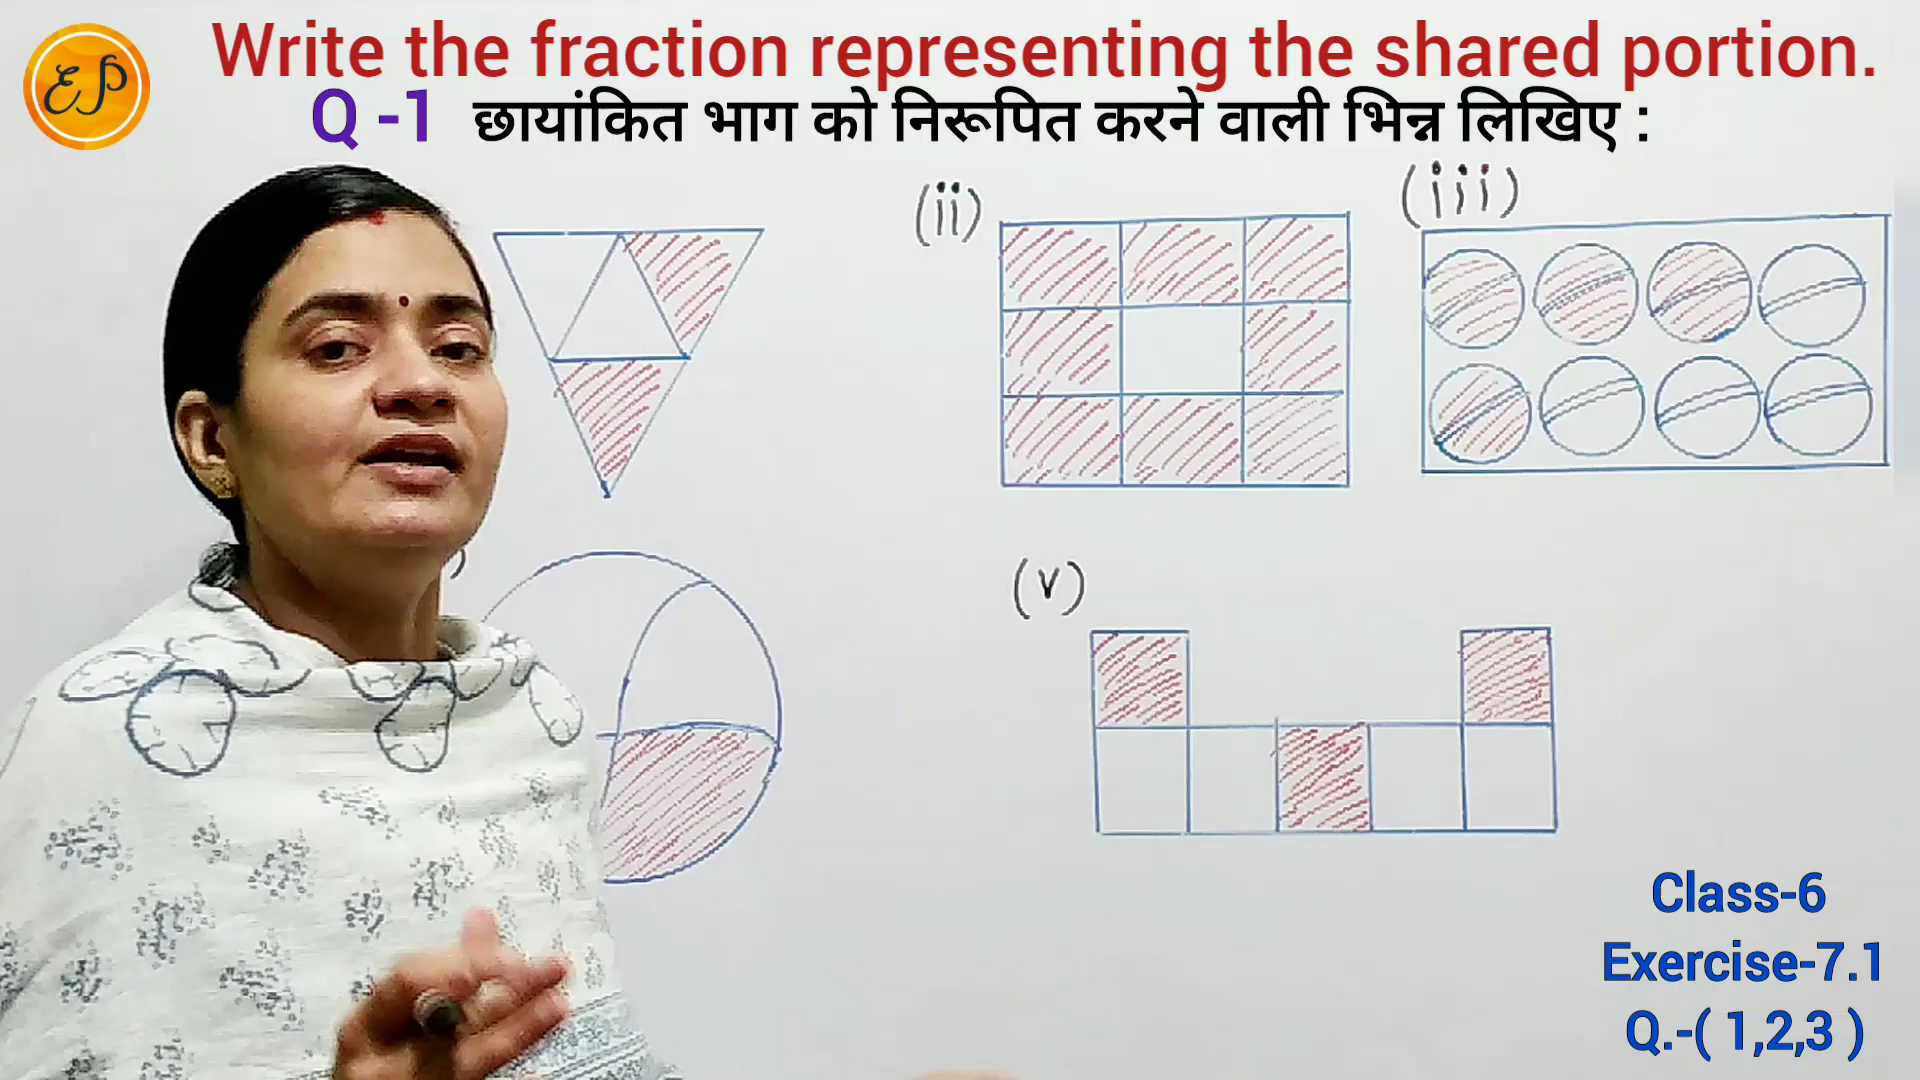 EP
Write the fraction representing the shared portion.
Q -1 छायांकित भाग को निरूपित करने वाली भिन्न लिखिए :
(ii)
(iii)
)
(v)
Class-6
Exercise-7.1
Q.-( 1,2,3 )